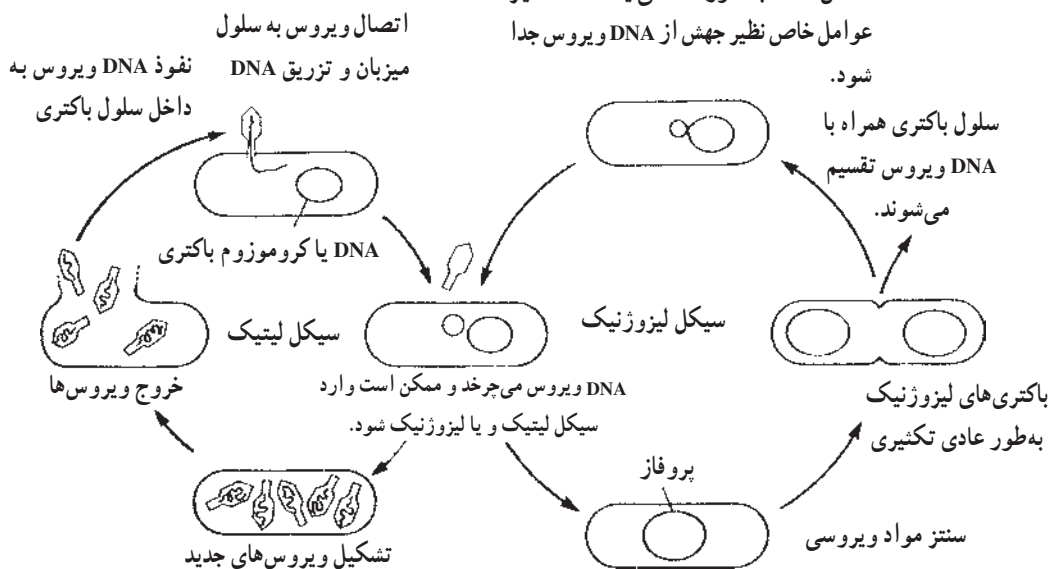 عوامل خاص نظیر جهش از DNA ویروس جدا
شود.
اتصال ویروس به سلول
میزبان و تزریق DNA
نفوذ DNA ویروس به
داخل سلول باکتری
سلول باکتری همراه با
DNA ویروس تقسیم
می‌شوند.
DNA یا کروموزوم باکتری
سیکل لیتیک
سیکل لیزوژنیک
خروج ویروس‌ها
DNA ویروس می‌چرخد و ممکن است وارد
سیکل لیتیک و یا لیزوژنیک شود.
باکتری‌های لیزوژنیک
به‌طور عادی تکثیری
پروفاژ
تشکیل ویروس‌های جدید
سنتز مواد ویروسی